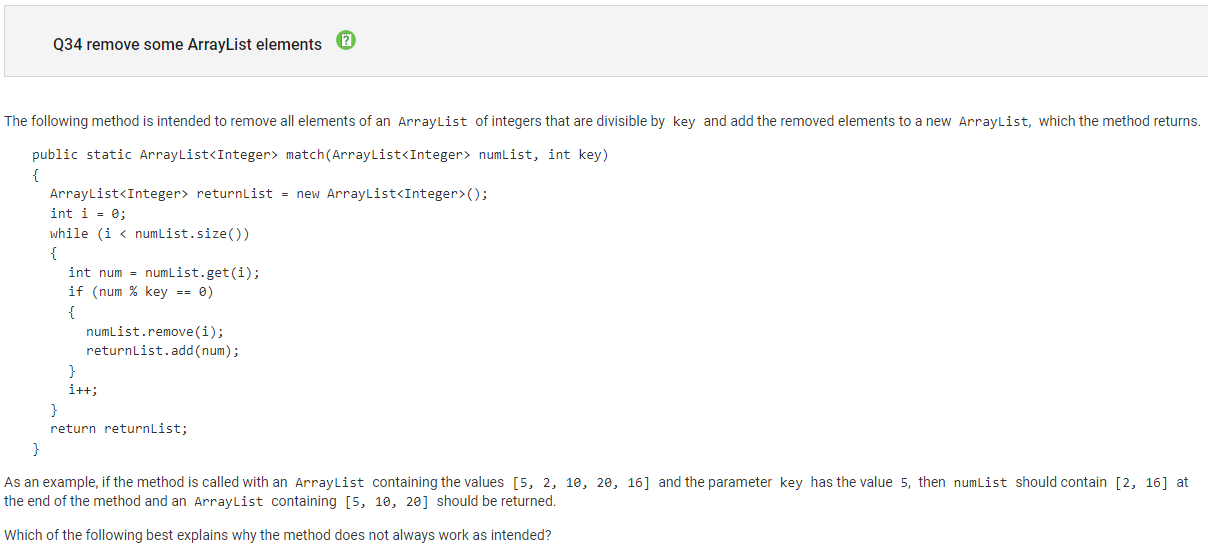 Q34 remove some ArrayList elements
The following method is intended to remove all elements of an ArrayList of integers that are divisible by key and add the removed elements to a new ArrayList, which the method returns.
public static ArrayList<Integer> match(ArrayList<Integer> numList, int key)
{
ArrayList<Integer> returnList = new ArrayList<Integer>();
int i = 0;
while (i < numList.size())
{
int num = numList.get(i);
if (num % key == 0)
{
numList.remove(i);
returnList.add(num);
}
i++;
}
return returnList;
}
As an example, if the method is called with an ArrayList containing the values [5, 2, 10, 20, 16] and the parameter key has the value 5, then numList should contain [2, 16] at
the end of the method and an ArrayList containing [5, 10, 20] should be returned.
Which of the following best explains why the method does not always work as intended?